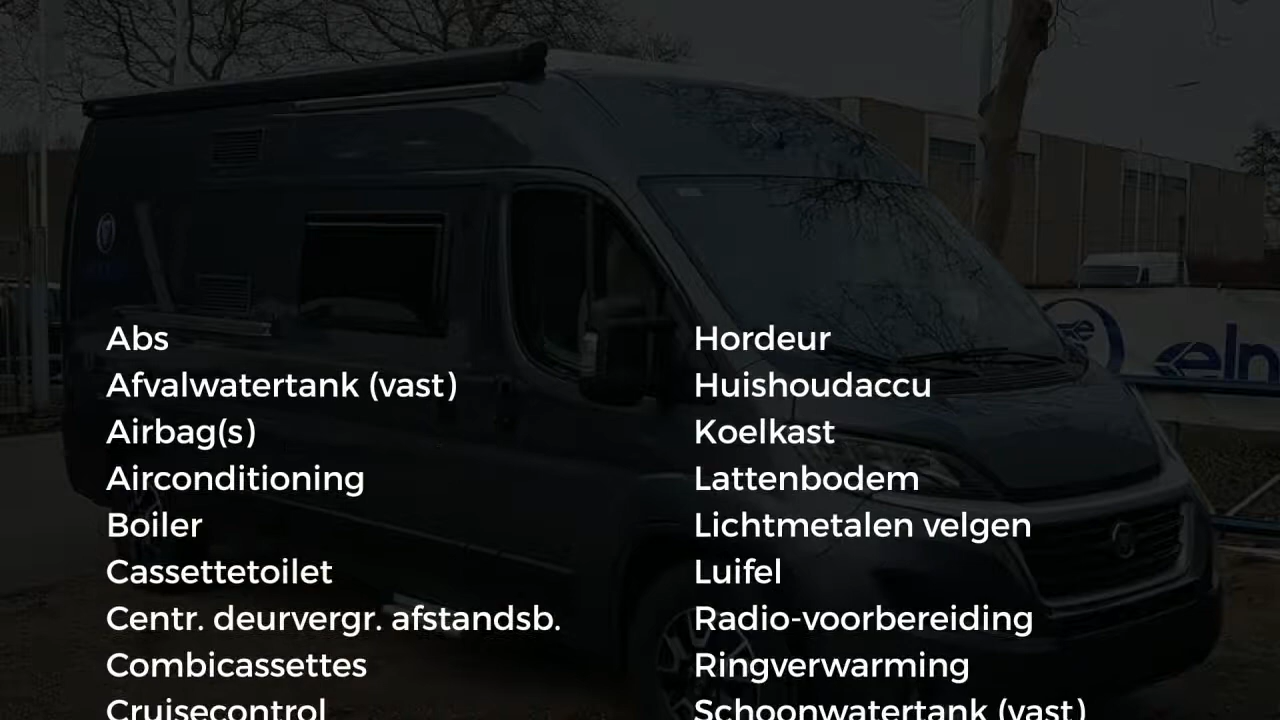 Abs
Afvalwatertank (vast)
Airbag(s)
Airconditioning
Boiler
Cassettetoilet
Centr. deurvergr. afstandsb.
Combicassettes
Cruisecontrol
Hordeur
Huishoudaccu
Koelkast
Lattenbodem
Lichtmetalen velgen
Luifel
Radio-voorbereiding
Ringverwarming
Schoonwatertank (vast)
eln